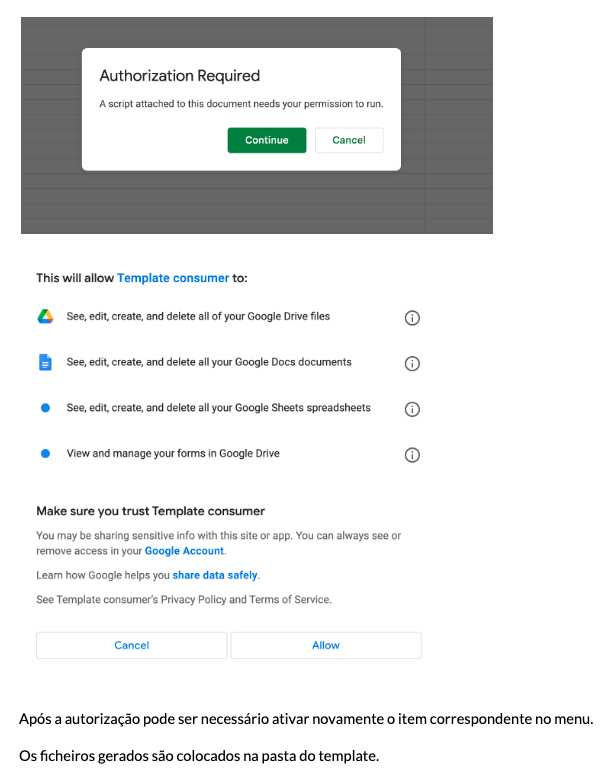 Authorization Required
A script attached to this document needs your permission to run.
Continue
Cancel
This will allow Template consumer to:
See, edit, create, and delete all of your Google Drive files
See, edit, create, and delete all your Google Docs documents
See, edit, create, and delete all your Google Sheets spreadsheets
View and manage your forms in Google Drive
Make sure you trust Template consumer
You may be sharing sensitive info with this site or app. You can always see or
remove access in your Google Account.
Learn how Google helps you share data safely.
See Template consumer's Privacy Policy and Terms of Service.
Cancel
Allow
Após a autorização pode ser necessário ativar novamente o item correspondente no menu.
Os ficheiros gerados são colocados na pasta do template.